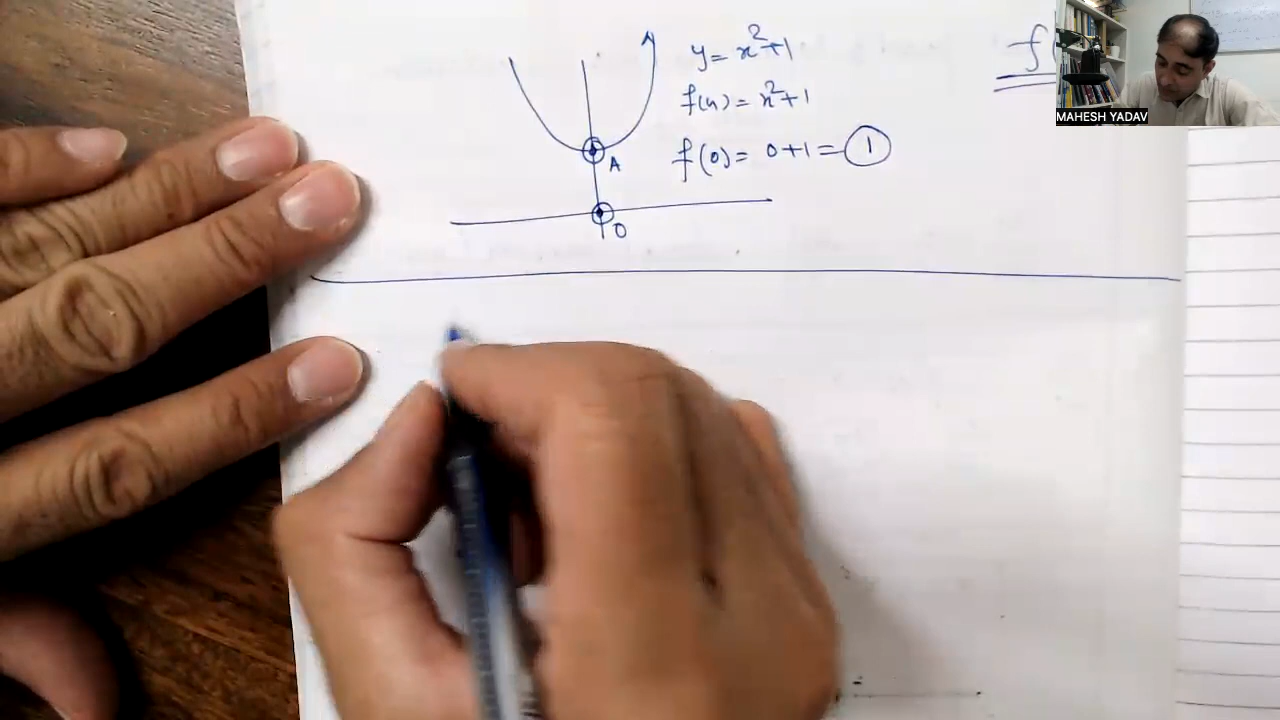 y = x²+1
f(x) = x²+1
f(0) = 0+1 = 1
A
O
f(
MAHESH YADAV